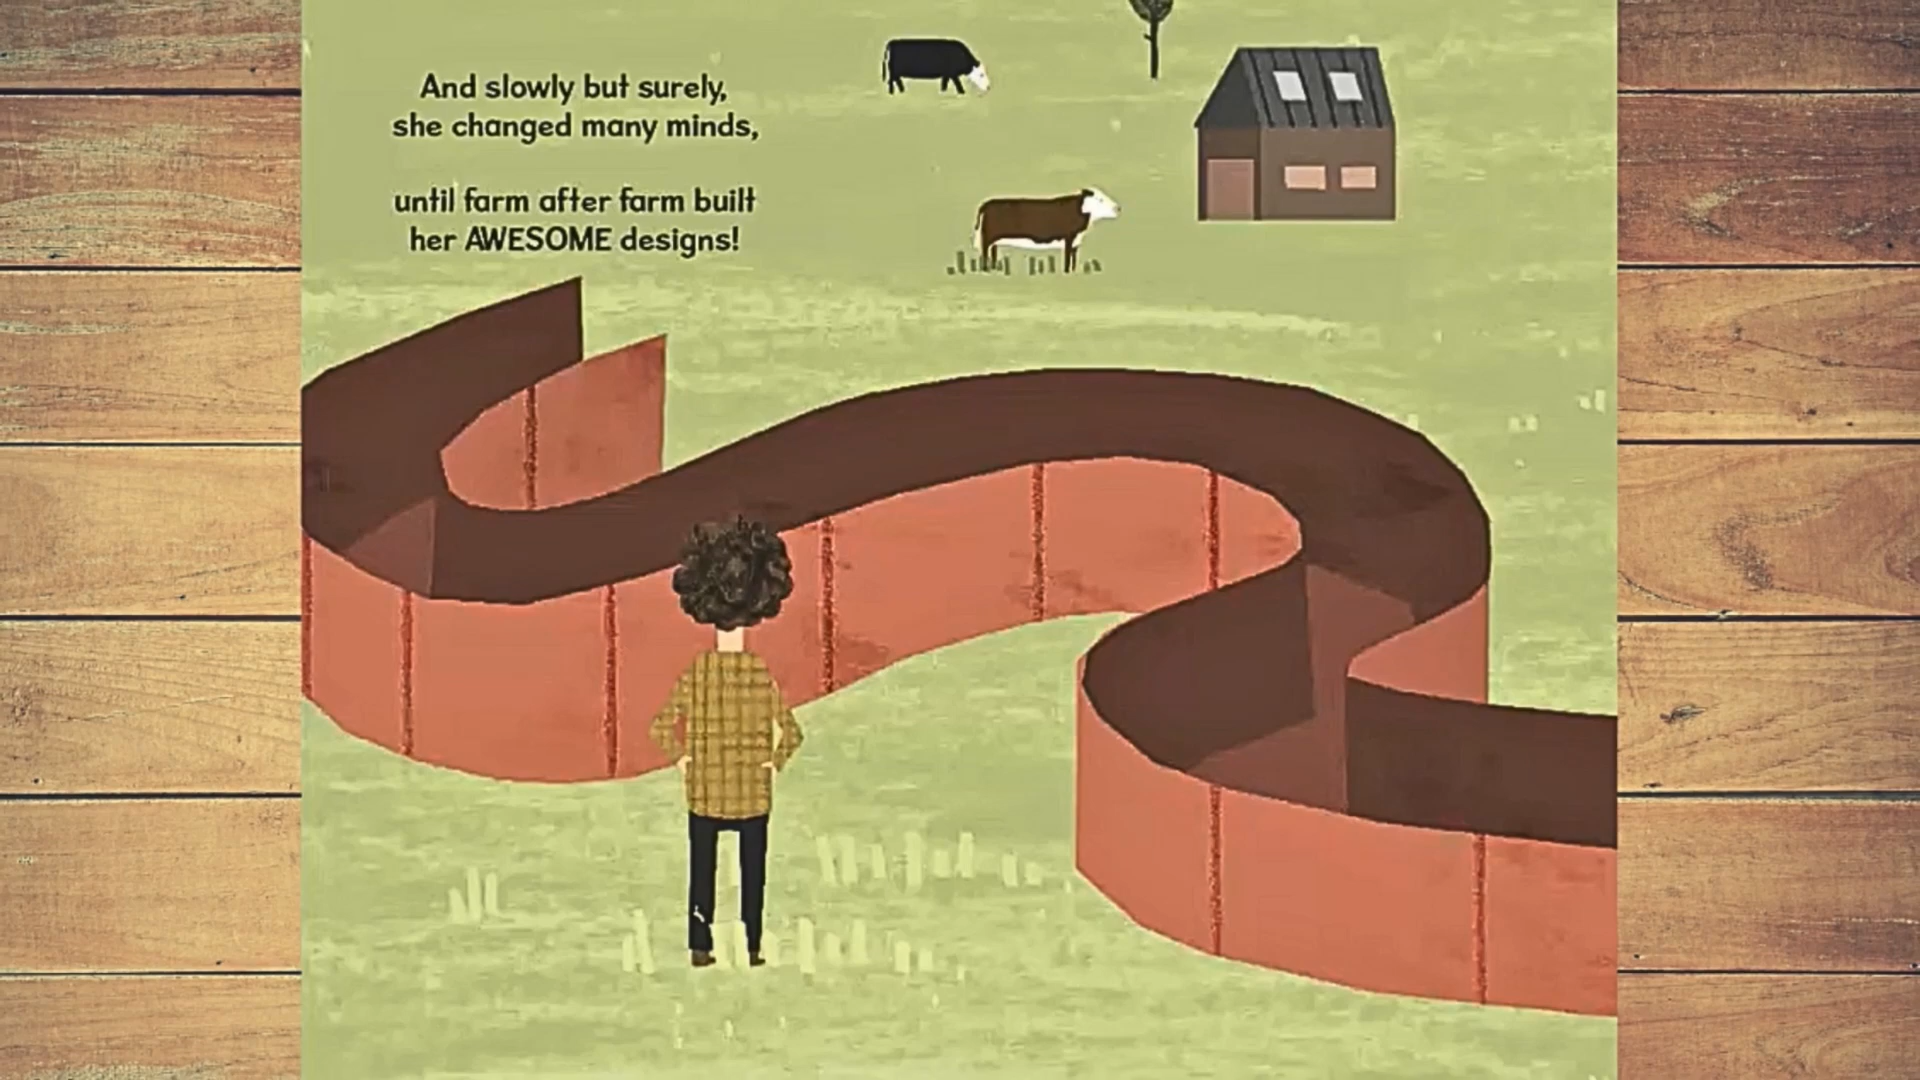 And slowly but surely,
she changed many minds,
until farm after farm built
her AWESOME designs!